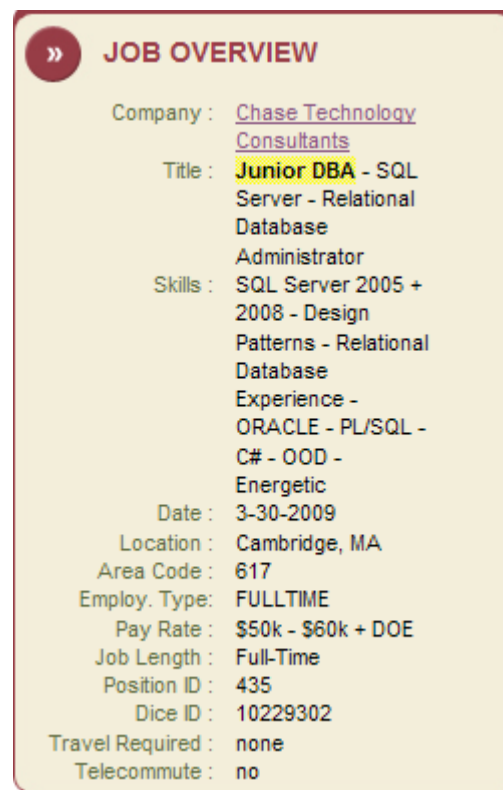 » JOB OVERVIEW
Company : Chase Technology
Consultants
Title : Junior DBA - SQL
Server - Relational
Database
Administrator
Skills : SQL Server 2005 +
2008 - Design
Patterns - Relational
Database
Experience -
ORACLE - PL/SQL -
C# - OOD -
Energetic
Date : 3-30-2009
Location : Cambridge, MA
Area Code : 617
Employ. Type: FULLTIME
Pay Rate : $50k - $60k + DOE
Job Length : Full-Time
Position ID : 435
Dice ID : 10229302
Travel Required : none
Telecommute : no